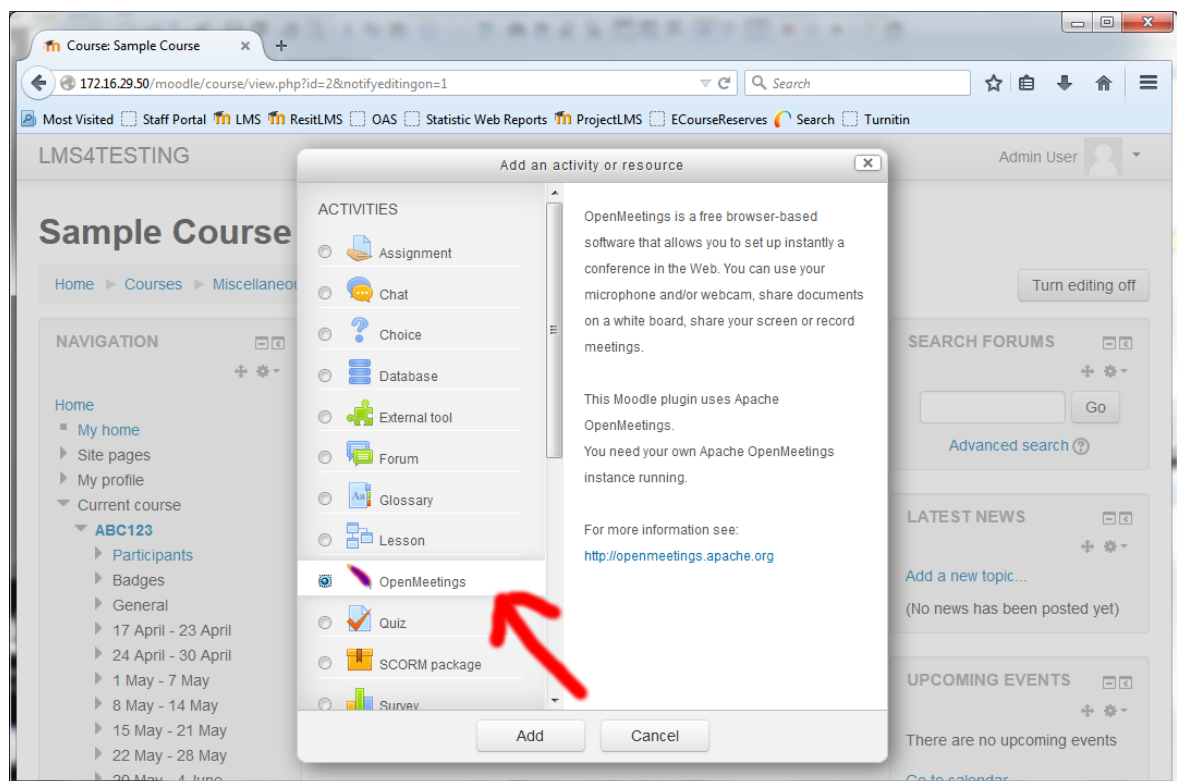 Course: Sample Course
172.16.29.50/moodle/course/view.php?id=2&notifyeditingon=1
Search
Most Visited Staff Portal LMS ResitLMS OAS Statistic Web Reports ProjectLMS ECourseReserves Search Turnitin
LMS4TESTING
Admin User
Sample Course
Home Courses Miscellaneou
Turn editing off
NAVIGATION
Home
My home
Site pages
My profile
Current course
ABC123
Participants
Badges
General
17 April - 23 April
24 April - 30 April
1 May - 7 May
8 May - 14 May
15 May - 21 May
22 May - 28 May
29 May - 4 June
Add an activity or resource
ACTIVITIES
Assignment
Chat
Choice
Database
External tool
Forum
Glossary
Lesson
OpenMeetings
Quiz
SCORM package
Survey
OpenMeetings is a free browser-based
software that allows you to set up instantly a
conference in the Web. You can use your
microphone and/or webcam, share documents
on a white board, share your screen or record
meetings.
This Moodle plugin uses Apache
OpenMeetings.
You need your own Apache OpenMeetings
instance running.
For more information see:
http://openmeetings.apache.org
Add Cancel
SEARCH FORUMS
Go
Advanced search
LATEST NEWS
Add a new topic...
(No news has been posted yet)
UPCOMING EVENTS
There are no upcoming events
Go to calendar